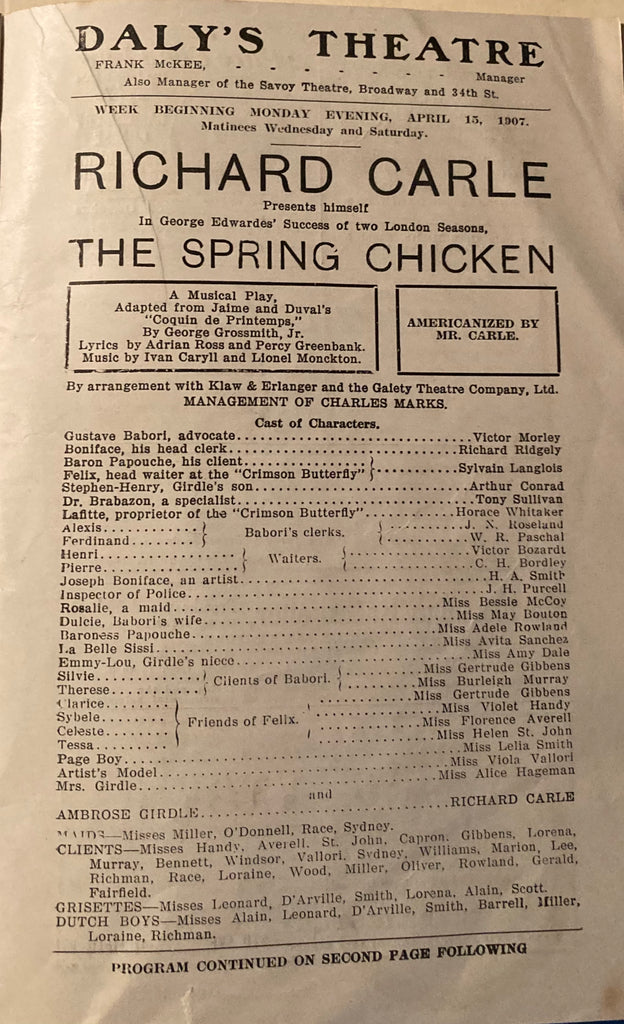 DALY'S THEATRE
FRANK McKEE, - - - - - - Manager
Also Manager of the Savoy Theatre, Broadway and 34th St.
WEEK BEGINNING MONDAY EVENING, APRIL 15, 1907.
Matinees Wednesday and Saturday.
RICHARD CARLE
Presents himself
In George Edwardes' Success of two London Seasons,
THE SPRING CHICKEN
A Musical Play,
Adapted from Jaime and Duval's
"Coquin de Printemps,"
By George Grossmith, Jr.
Lyrics by Adrian Ross and Percy Greenbank.
Music by Ivan Caryll and Lionel Monckton.
AMERICANIZED BY
MR. CARLE.
By arrangement with Klaw & Erlanger and the Gaiety Theatre Company, Ltd.
MANAGEMENT OF CHARLES MARKS.
Cast of Characters.
Gustave Babori, advocate..........Victor Morley
Boniface, his head clerk..........Richard Ridgely
Baron Papouche, his client..........}
Felix, head waiter at the "Crimson Butterfly" }..........Sylvain Langlois
Stephen-Henry, Girdle's son..........Arthur Conrad
Dr. Brabazon, a specialist..........Tony Sullivan
Lafitte, proprietor of the "Crimson Butterfly"..........Horace Whitaker
Alexis..........} Babori's clerks. {..........J. N. Roseland
Ferdinand..........} {..........W. R. Paschal
Henri..........} Waiters. {..........Victor Bozardt
Pierre..........} {..........C. H. Bordley
Joseph Boniface, an artist..........H. A. Smith
Inspector of Police..........J. H. Purcell
Rosalie, a maid..........Miss Bessie McCoy
Dulcie, Babori's wife..........Miss May Bouton
Baroness Papouche..........Miss Adele Rowland
La Belle Sissi..........Miss Avita Sanchez
Emmy-Lou, Girdle's niece..........Miss Amy Dale
Silvie..........} Clients of Babori. {..........Miss Gertrude Gibbens
Therese..........} {..........Miss Burleigh Murray
Clarice..........} Friends of Felix. ..........Miss Gertrude Gibbens
Sybele..........Miss Violet Handy
Celeste..........Miss Florence Averell
Tessa..........Miss Helen St. John
Page Boy..........Miss Lelia Smith
Artist's Model..........Miss Viola Vallori
Mrs. Girdle..........Miss Alice Hageman
and
AMBROSE GIRDLE..........RICHARD CARLE
MAIDS—Misses Miller, O'Donnell, Race, Sydney.
CLIENTS—Misses Handy, Averell, St. John, Capron, Gibbens, Lorena,
Murray, Bennett, Windsor, Vallori, Sydney, Williams, Marion, Lee,
Richman, Race, Loraine, Wood, Miller, Oliver, Rowland, Gerald,
Fairfield.
GRISETTES—Misses Leonard, D'Arville, Smith, Lorena, Alain, Scott.
DUTCH BOYS—Misses Alain, Leonard, D'Arville, Smith, Barrell, Miller,
Loraine, Richman.
PROGRAM CONTINUED ON SECOND PAGE FOLLOWING